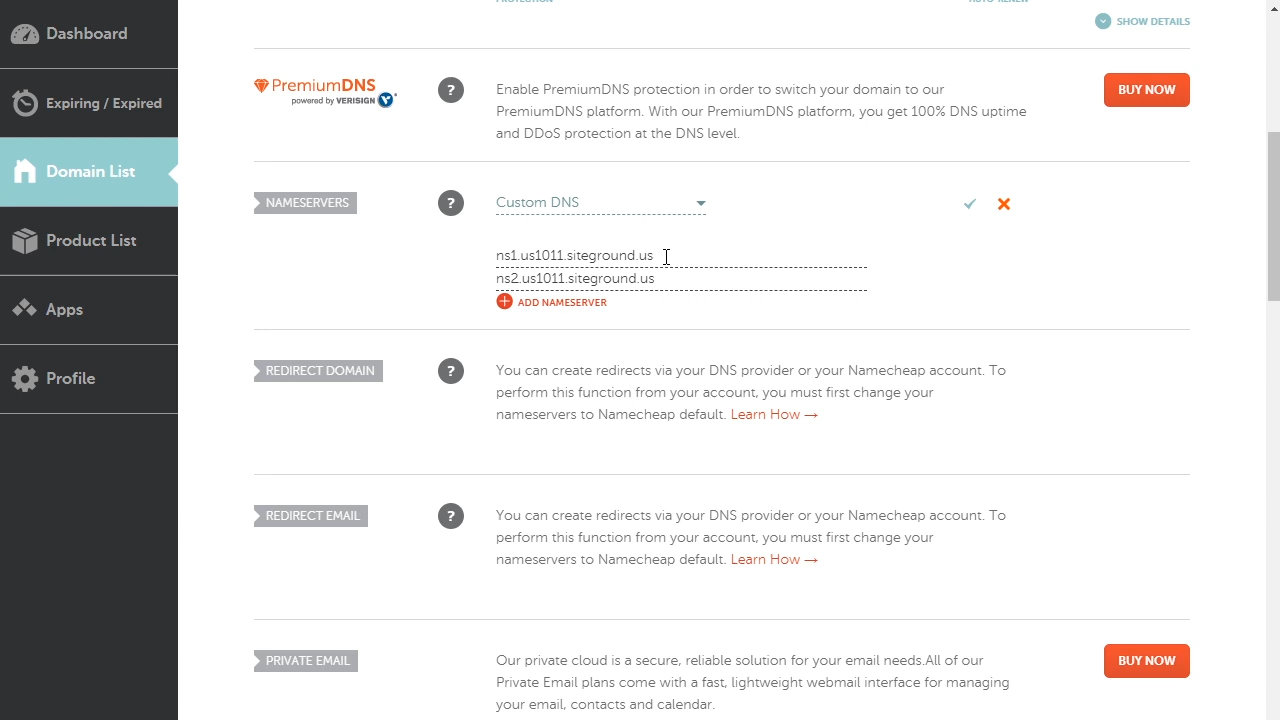 Dashboard
Expiring / Expired
Domain List
Product List
Apps
Profile
PROTECTION
AUTO-RENEW
SHOW DETAILS
PremiumDNS
powered by VERISIGN
?
Enable PremiumDNS protection in order to switch your domain to our
PremiumDNS platform. With our PremiumDNS platform, you get 100% DNS uptime
and DDoS protection at the DNS level.
BUY NOW
NAMESERVERS
?
Custom DNS
ns1.us1011.siteground.us
ns2.us1011.siteground.us
ADD NAMESERVER
REDIRECT DOMAIN
?
You can create redirects via your DNS provider or your Namecheap account. To
perform this function from your account, you must first change your
nameservers to Namecheap default. Learn How →
REDIRECT EMAIL
?
You can create redirects via your DNS provider or your Namecheap account. To
perform this function from your account, you must first change your
nameservers to Namecheap default. Learn How →
PRIVATE EMAIL
Our private cloud is a secure, reliable solution for your email needs.All of our
Private Email plans come with a fast, lightweight webmail interface for managing
your email, contacts and calendar.
BUY NOW